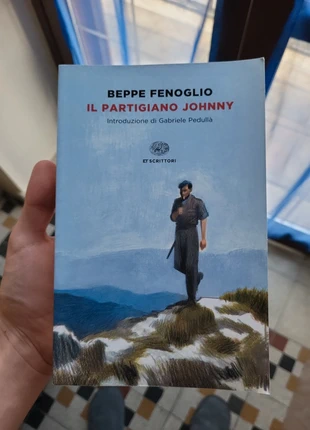 BEPPE FENOGLIO
IL PARTIGIANO JOHNNY
Introduzione di Gabriele Pedullà
ET SCRITTORI